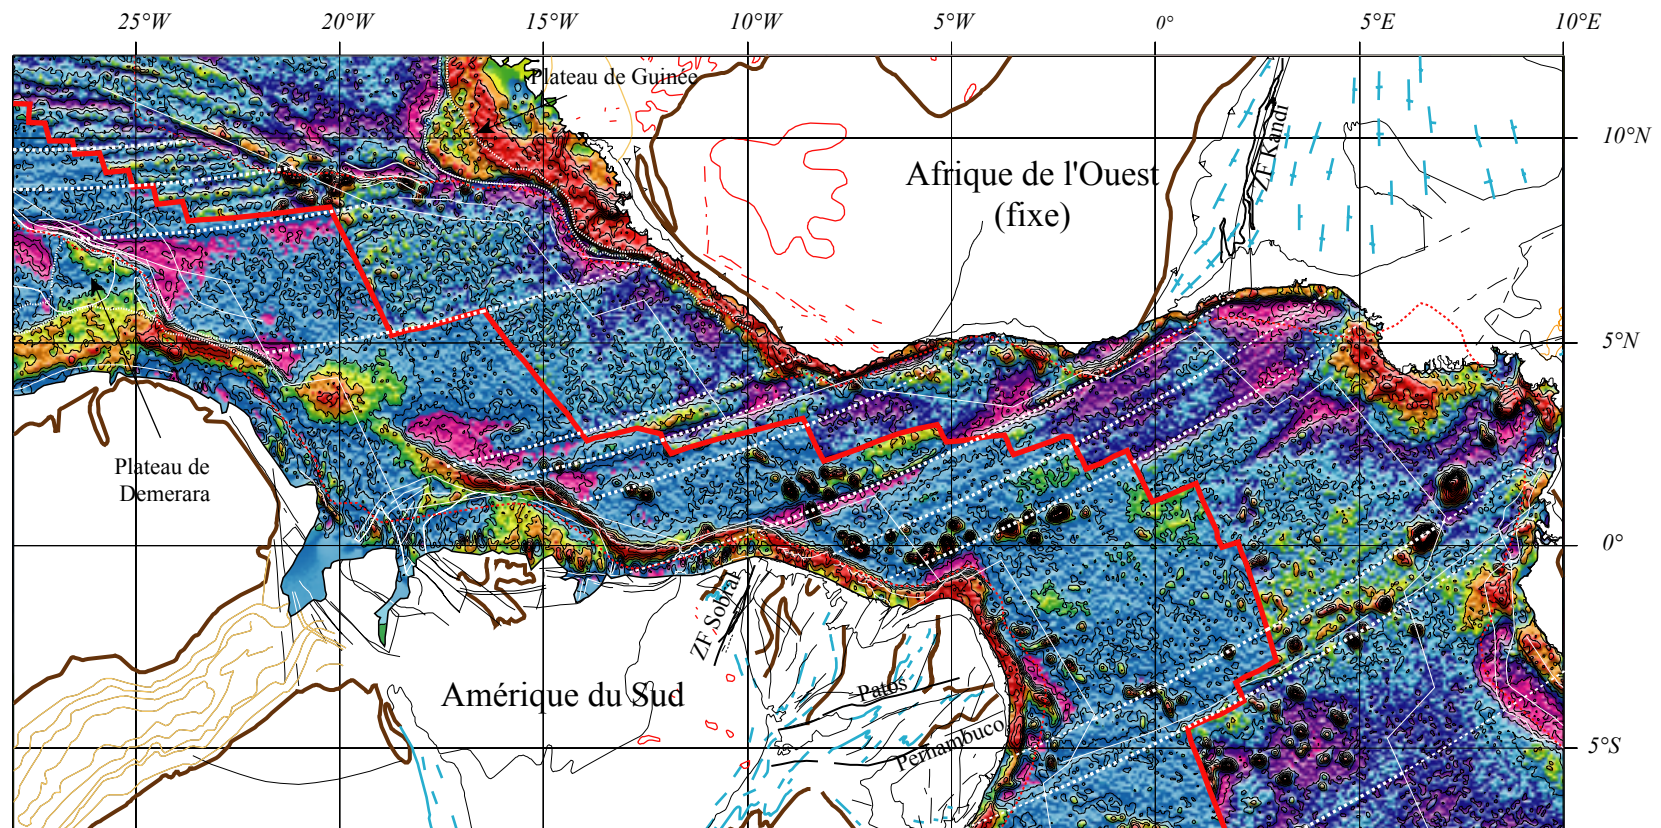 25°W 20°W 15°W 10°W 5°W 0° 5°E 10°E
Plateau de Guinée
ZF Kandi
10°N
Afrique de l'Ouest
(fixe)
5°N
Plateau de
Demerara
0°
ZF Sobral
Patos
Amérique du Sud
Pernambuco
5°S